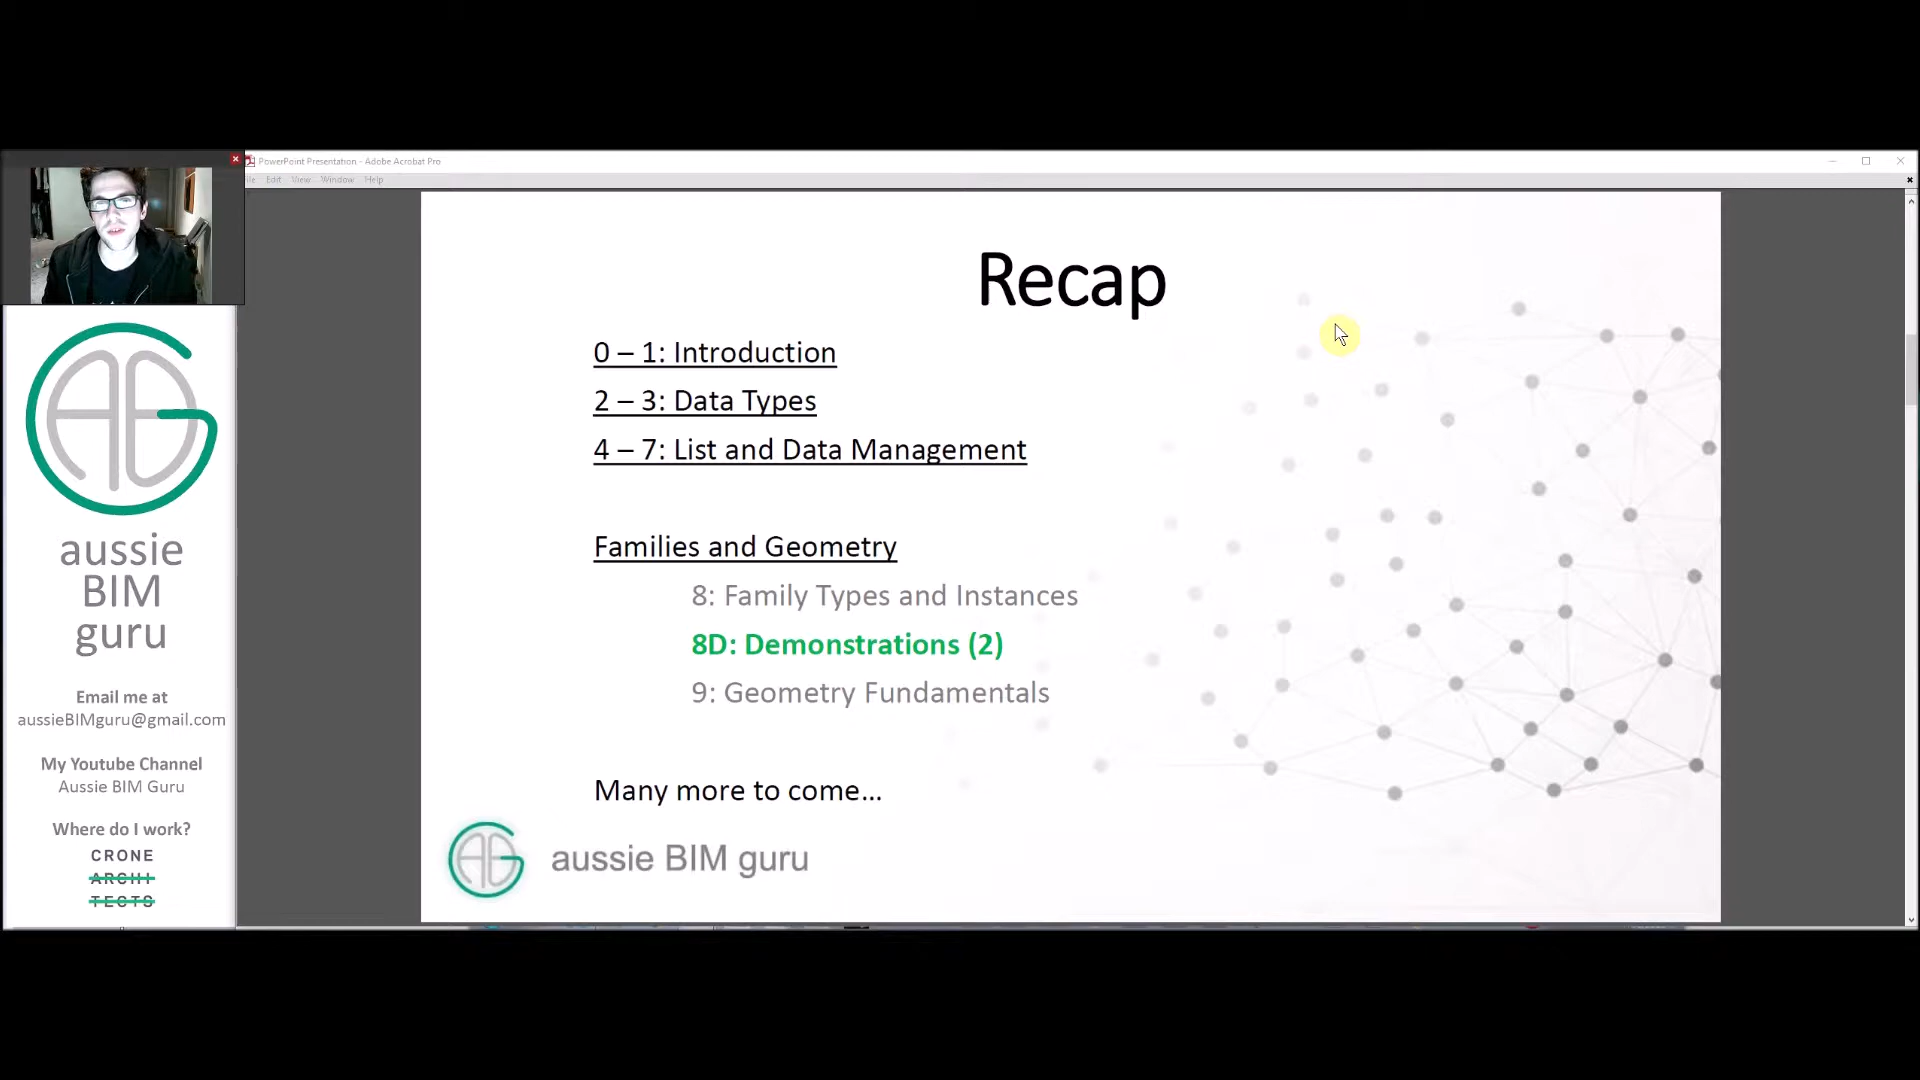 PowerPoint Presentation - Adobe Acrobat Pro
Edit View Window Help
Recap
0 – 1: Introduction
2 – 3: Data Types
4 – 7: List and Data Management
Families and Geometry
8: Family Types and Instances
8D: Demonstrations (2)
9: Geometry Fundamentals
Many more to come...
aussie BIM guru
AG
aussie
BIM
guru
Email me at
aussieBIMguru@gmail.com
My Youtube Channel
Aussie BIM Guru
Where do I work?
CRONE
ARCHI
TECTS